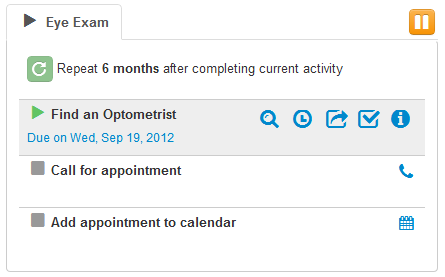 Eye Exam
Repeat 6 months after completing current activity
Find an Optometrist
Due on Wed, Sep 19, 2012
Call for appointment
Add appointment to calendar